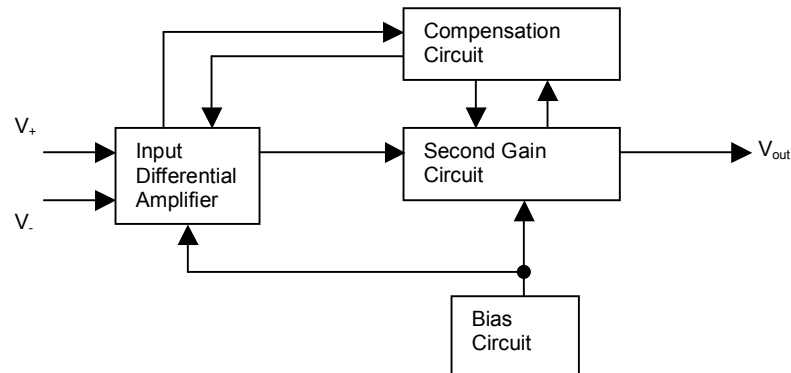 Compensation
Circuit
V+
Input
Differential
Amplifier
Second Gain
Circuit
Vout
V-
Bias
Circuit